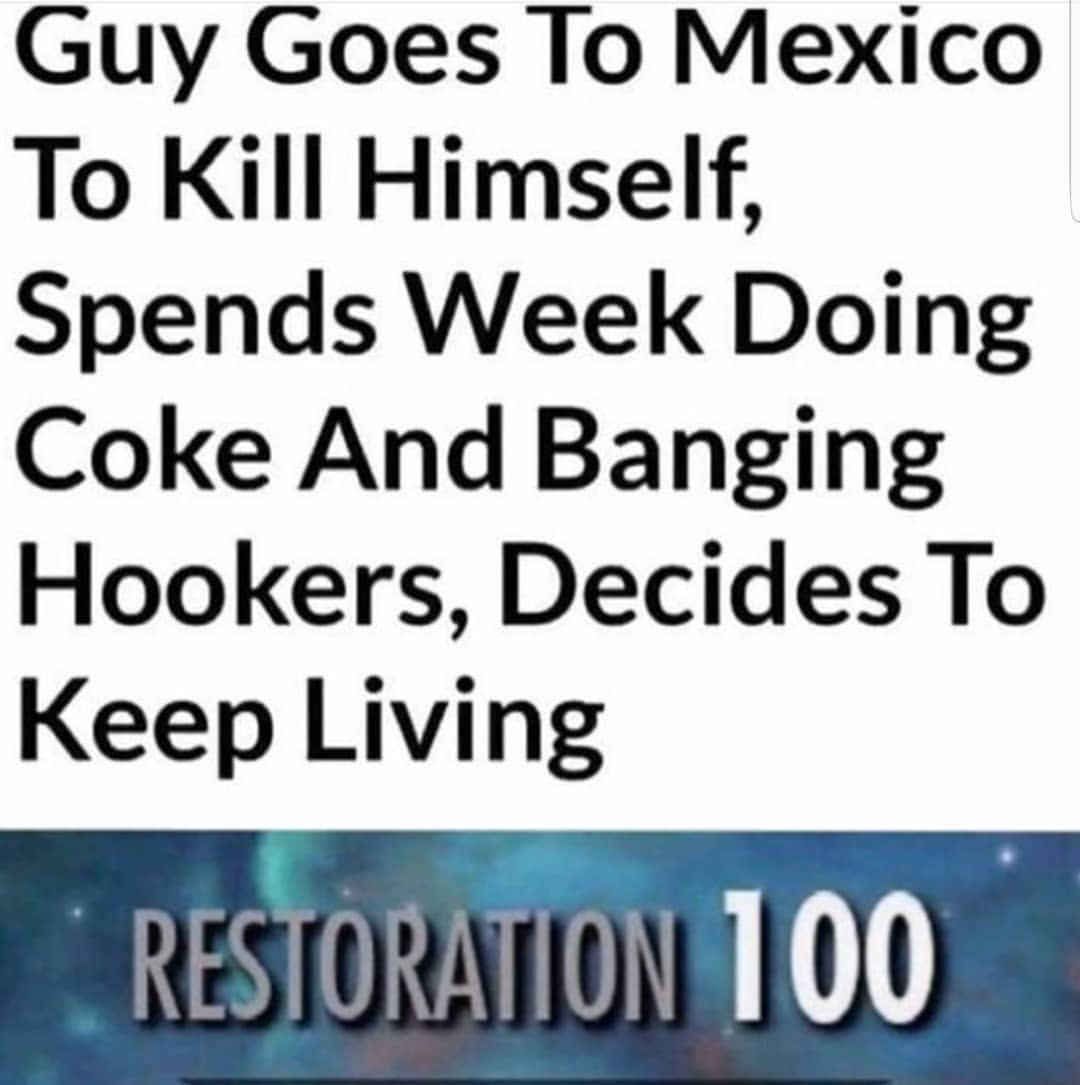 Guy Goes To Mexico
To Kill Himself,
Spends Week Doing
Coke And Banging
Hookers, Decides To
Keep Living
RESTORATION 100